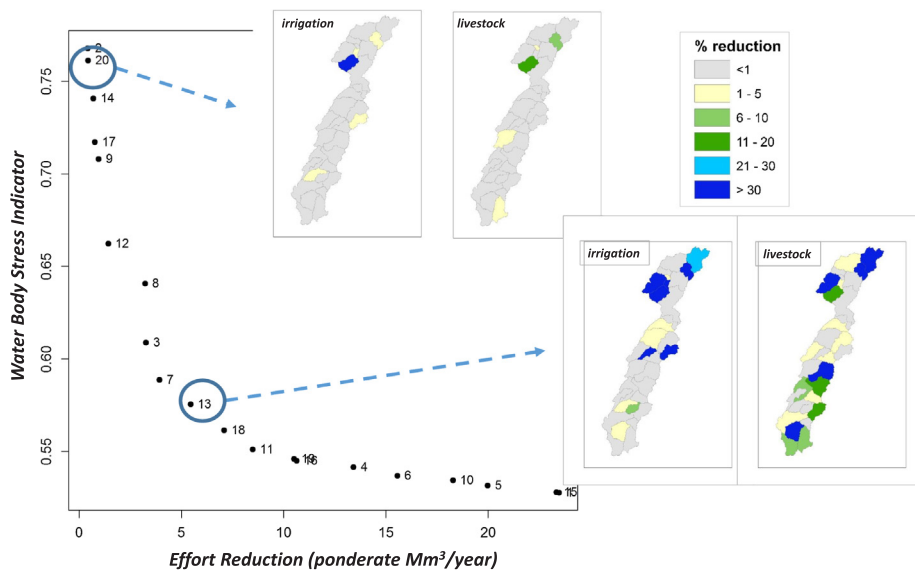 irrigation
livestock
% reduction
<1
1 - 5
6 - 10
11 - 20
21 - 30
> 30
Water Body Stress Indicator
0.75
0.70
0.65
0.60
0.55
2
20
14
17
9
12
8
3
7
13
18
11
16
4
6
10
5
15
irrigation
livestock
0
5
10
15
20
Effort Reduction (ponderate Mm³/year)